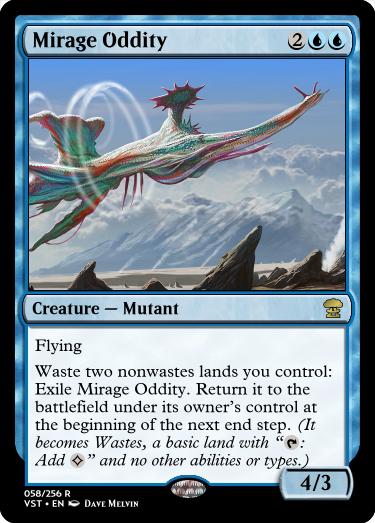 Mirage Oddity 2
Creature — Mutant
Flying
Waste two nonwastes lands you control:
Exile Mirage Oddity. Return it to the
battlefield under its owner's control at
the beginning of the next end step. (It
becomes Wastes, a basic land with “:
Add ” and no other abilities or types.)
4/3
058/256 R
VST • EN Dave Melvin